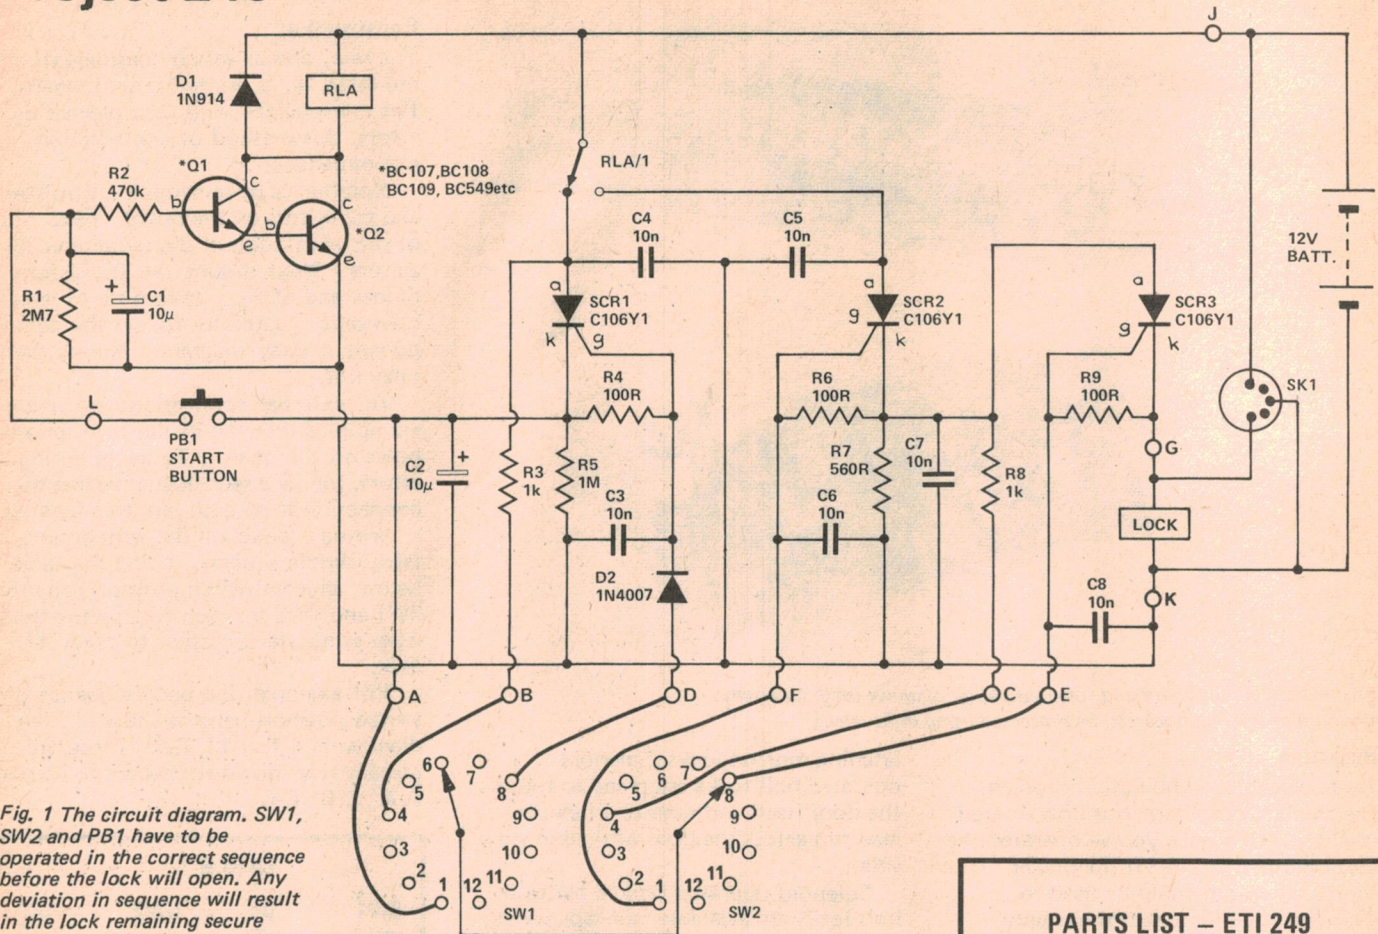 J
D1
1N914
RLA
R2
470k
*Q1
b
c
e
b
c
e
*Q2
*BC107,BC108
BC109, BC549etc
RLA/1
12V
BATT.
R1
2M7
+
C1
10µ
C4
10n
C5
10n
a
SCR1
C106Y1
k
g
a
SCR2
C106Y1
g
k
a
SCR3
C106Y1
g
k
L
PB1
START
BUTTON
R4
100R
R6
100R
R9
100R
SK1
C2
10µ
+
R3
1k
R5
1M
C3
10n
R7
560R
C7
10n
R8
1k
G
C6
10n
LOCK
D2
1N4007
C8
10n
K
A
B
D
F
C
E
6
7
5
8
4
9
3
10
2
11
1
12
SW1
6
7
5
8
4
9
3
10
2
11
1
12
SW2
Fig. 1 The circuit diagram. SW1,
SW2 and PB1 have to be
operated in the correct sequence
before the lock will open. Any
deviation in sequence will result
in the lock remaining secure
PARTS LIST – ETI 249